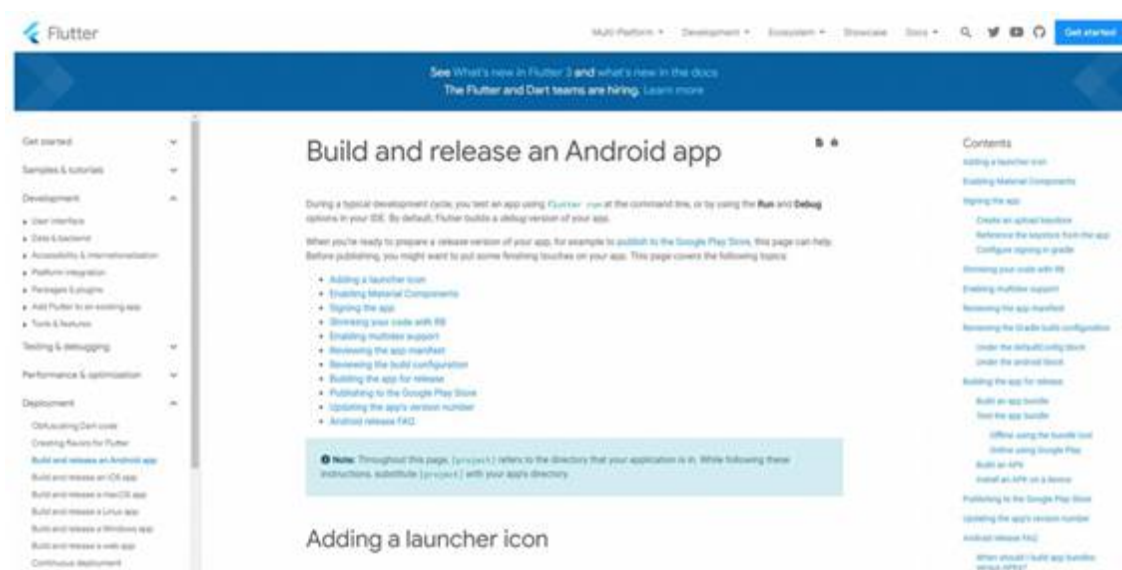 Flutter
Multi-Platform Development Ecosystem Showcase Docs Get started
See What's new in Flutter 3 and what's new in the docs
The Flutter and Dart teams are hiring. Learn more
Get started
Samples & tutorials
Development
User interface
Data & backend
Accessibility & internationalization
Platform integration
Packages & plugins
Add Flutter to an existing app
Tools & features
Testing & debugging
Performance & optimization
Deployment
Obfuscating Dart code
Creating flavors for Flutter
Build and release an Android app
Build and release an iOS app
Build and release a macOS app
Build and release a Linux app
Build and release a Windows app
Build and release a web app
Continuous deployment
Build and release an Android app
During a typical development cycle, you test an app using flutter run at the command line, or by using the Run and Debug
options in your IDE. By default, Flutter builds a debug version of your app.
When you're ready to prepare a release version of your app, for example to publish to the Google Play Store, this page can help.
Before publishing, you might want to put some finishing touches on your app. This page covers the following topics:
Adding a launcher icon
Enabling Material Components
Signing the app
Shrinking your code with R8
Enabling multidex support
Reviewing the app manifest
Reviewing the build configuration
Building the app for release
Publishing to the Google Play Store
Updating the app's version number
Android release FAQ
Note: Throughout this page, [project] refers to the directory that your application is in. While following these
instructions, substitute [project] with your app's directory.
Adding a launcher icon
Contents
Adding a launcher icon
Enabling Material Components
Signing the app
Create an upload keystore
Reference the keystore from the app
Configure signing in gradle
Shrinking your code with R8
Enabling multidex support
Reviewing the app manifest
Reviewing the Gradle build configuration
Under the defaultConfig block
Under the android block
Building the app for release
Build an app bundle
Test the app bundle
Offline using the bundle tool
Online using Google Play
Build an APK
Install an APK on a device
Publishing to the Google Play Store
Updating the app's version number
Android release FAQ
When should I build app bundles
versus APKs?